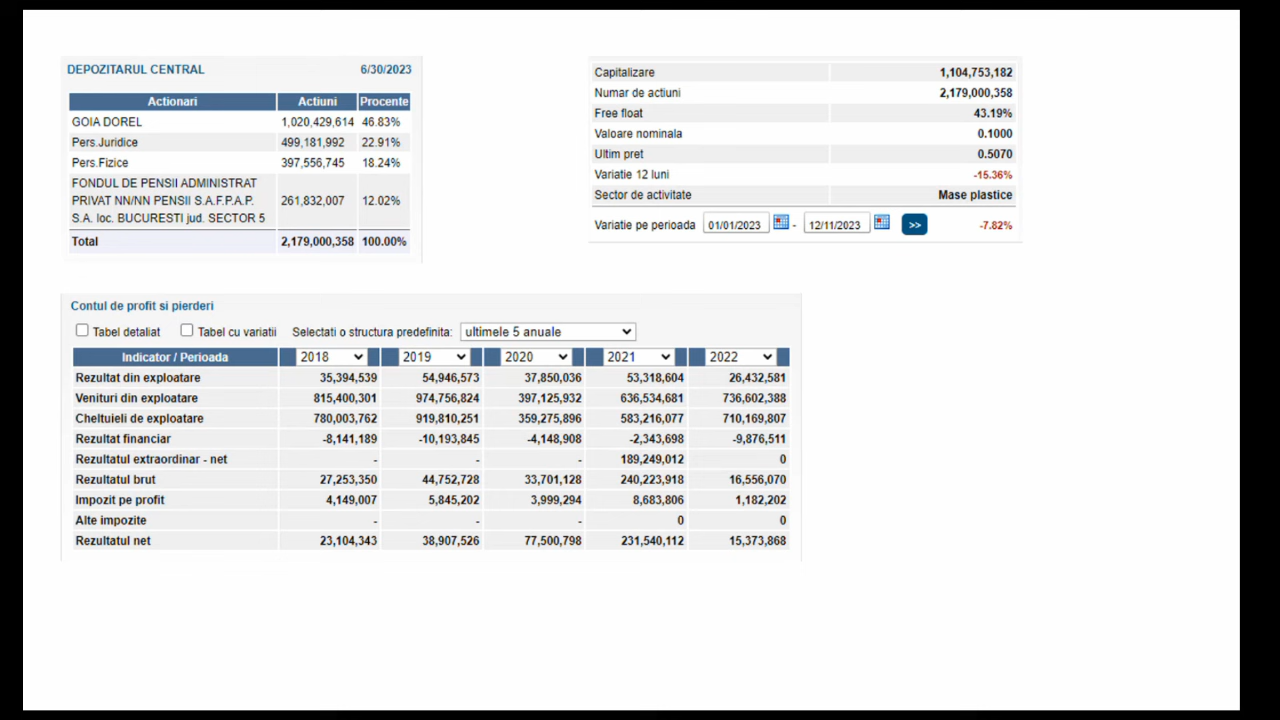 DEPOZITARUL CENTRAL 6/30/2023
Actionari Actiuni Procente
GOIA DOREL 1,020,429,614 46.83%
Pers.Juridice 499,181,992 22.91%
Pers.Fizice 397,556,745 18.24%
FONDUL DE PENSII ADMINISTRAT
PRIVAT NN/NN PENSII S.A.F.P.A.P. 261,832,007 12.02%
S.A. loc. BUCURESTI jud. SECTOR 5
Total 2,179,000,358 100.00%
Capitalizare 1,104,753,182
Numar de actiuni 2,179,000,358
Free float 43.19%
Valoare nominala 0.1000
Ultim pret 0.5070
Variatie 12 luni -15.36%
Sector de activitate Mase plastice
Variatie pe perioada 01/01/2023 - 12/11/2023 >> -7.82%
Contul de profit si pierderi
Tabel detaliat Tabel cu variatii Selectati o structura predefinita: ultimele 5 anuale
Indicator / Perioada 2018 2019 2020 2021 2022
Rezultat din exploatare 35,394,539 54,946,573 37,850,036 53,318,604 26,432,581
Venituri din exploatare 815,400,301 974,756,824 397,125,932 636,534,681 736,602,388
Cheltuieli de exploatare 780,003,762 919,810,251 359,275,896 583,216,077 710,169,807
Rezultat financiar -8,141,189 -10,193,845 -4,148,908 -2,343,698 -9,876,511
Rezultatul extraordinar - net - - - 189,249,012 0
Rezultatul brut 27,253,350 44,752,728 33,701,128 240,223,918 16,556,070
Impozit pe profit 4,149,007 5,845,202 3,999,294 8,683,806 1,182,202
Alte impozite - - - 0 0
Rezultatul net 23,104,343 38,907,526 77,500,798 231,540,112 15,373,868